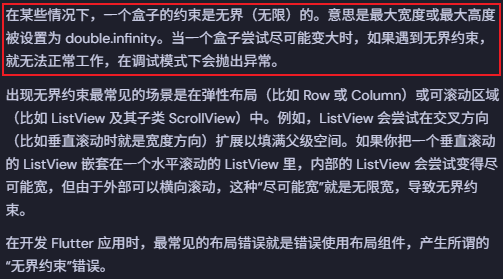 在某些情况下，一个盒子的约束是无界（无限）的。意思是最大宽度或最大高度
被设置为 double.infinity。当一个盒子尝试尽可能变大时，如果遇到无界约束，
就无法正常工作，在调试模式下会抛出异常。
出现无界约束最常见的场景是在弹性布局（比如 Row 或 Column）或可滚动区域
（比如 ListView 及其子类 ScrollView）中。例如，ListView 会尝试在交叉方向
（比如垂直滚动时就是宽度方向）扩展以填满父级空间。如果你把一个垂直滚动
的 ListView 嵌套在一个水平滚动的 ListView 里，内部的 ListView 会尝试变得尽
可能宽，但由于外部可以横向滚动，这种“尽可能宽”就是无限宽，导致无界约
束。
在开发 Flutter 应用时，最常见的布局错误就是错误使用布局组件，产生所谓的
“无界约束”错误。